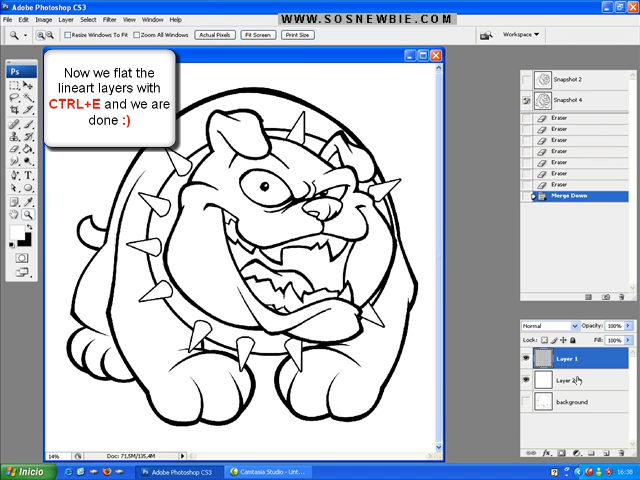 Adobe Photoshop CS3
WWW.SOSNEWBIE.COM
File Edit Image Layer Select Filter View Window Help
Resize Windows To Fit Zoom All Windows Actual Pixels Fit Screen Print Size Workspace
Ps
Now we flat the
lineart layers with
CTRL+E and we are
done :)
Snapshot 2
Snapshot 4
Eraser
Eraser
Eraser
Eraser
Eraser
Eraser
Eraser
Merge Down
Normal Opacity: 100%
Lock: Fill: 100%
Layer 1
Layer 2
background
14% Doc: 71,5M/135,4M
Inicio Adobe Photoshop CS3 Camtasia Studio - Unt... 16:38